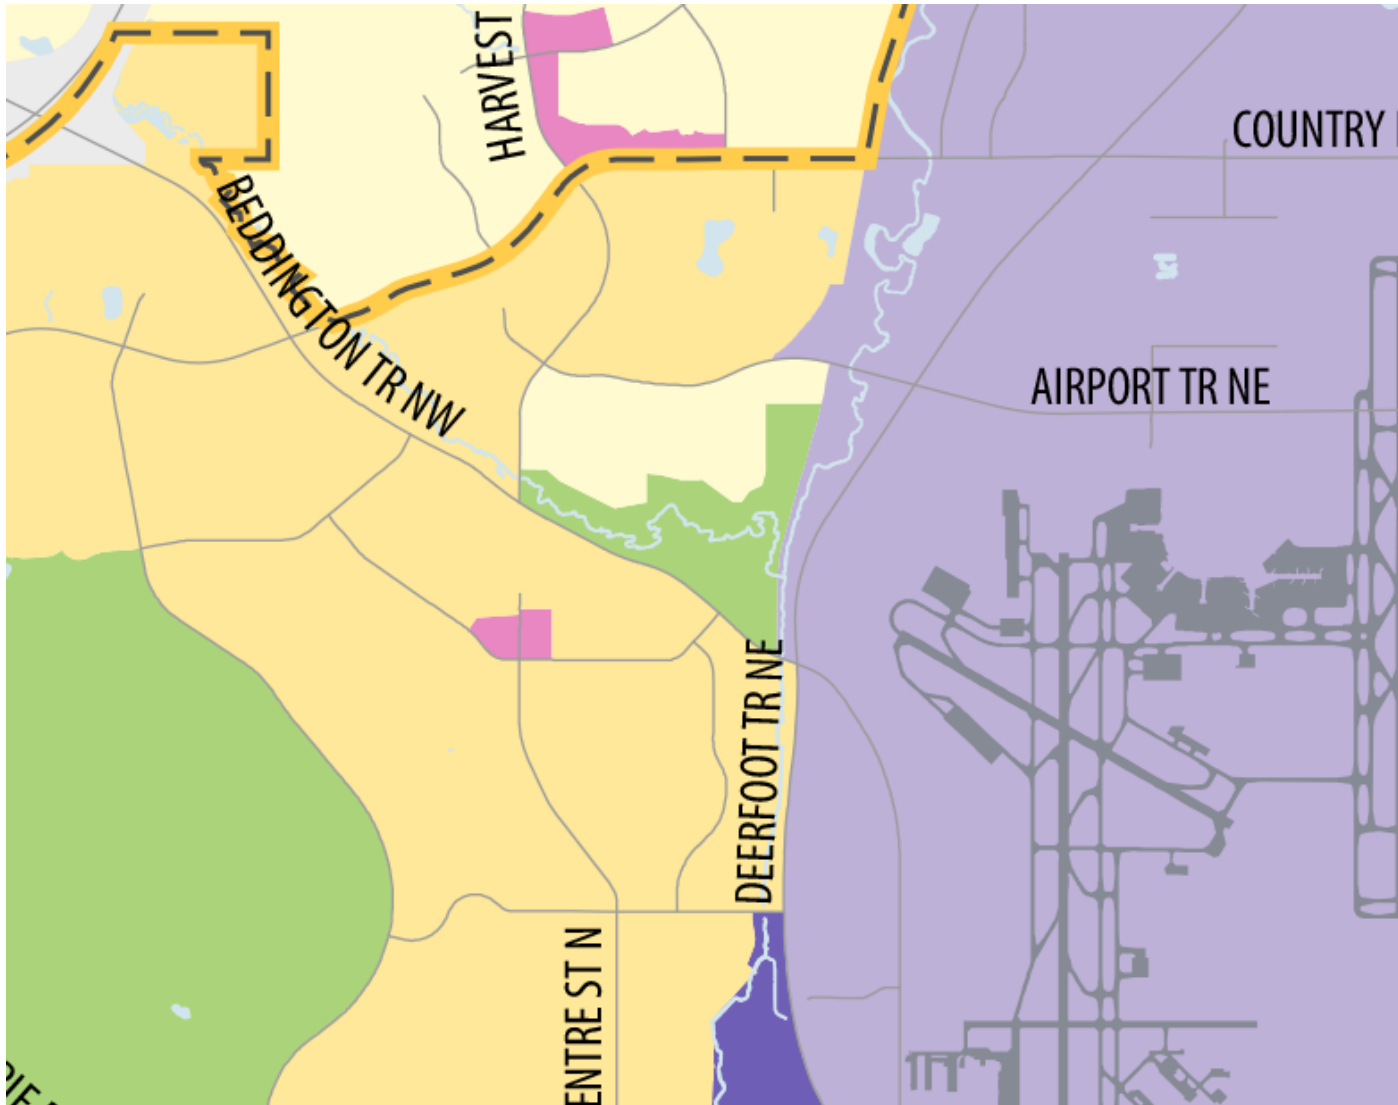 HARVEST
COUNTRY
BEDDINGTON TR NW
AIRPORT TR NE
DEERFOOT TR NE
ENTRE ST N